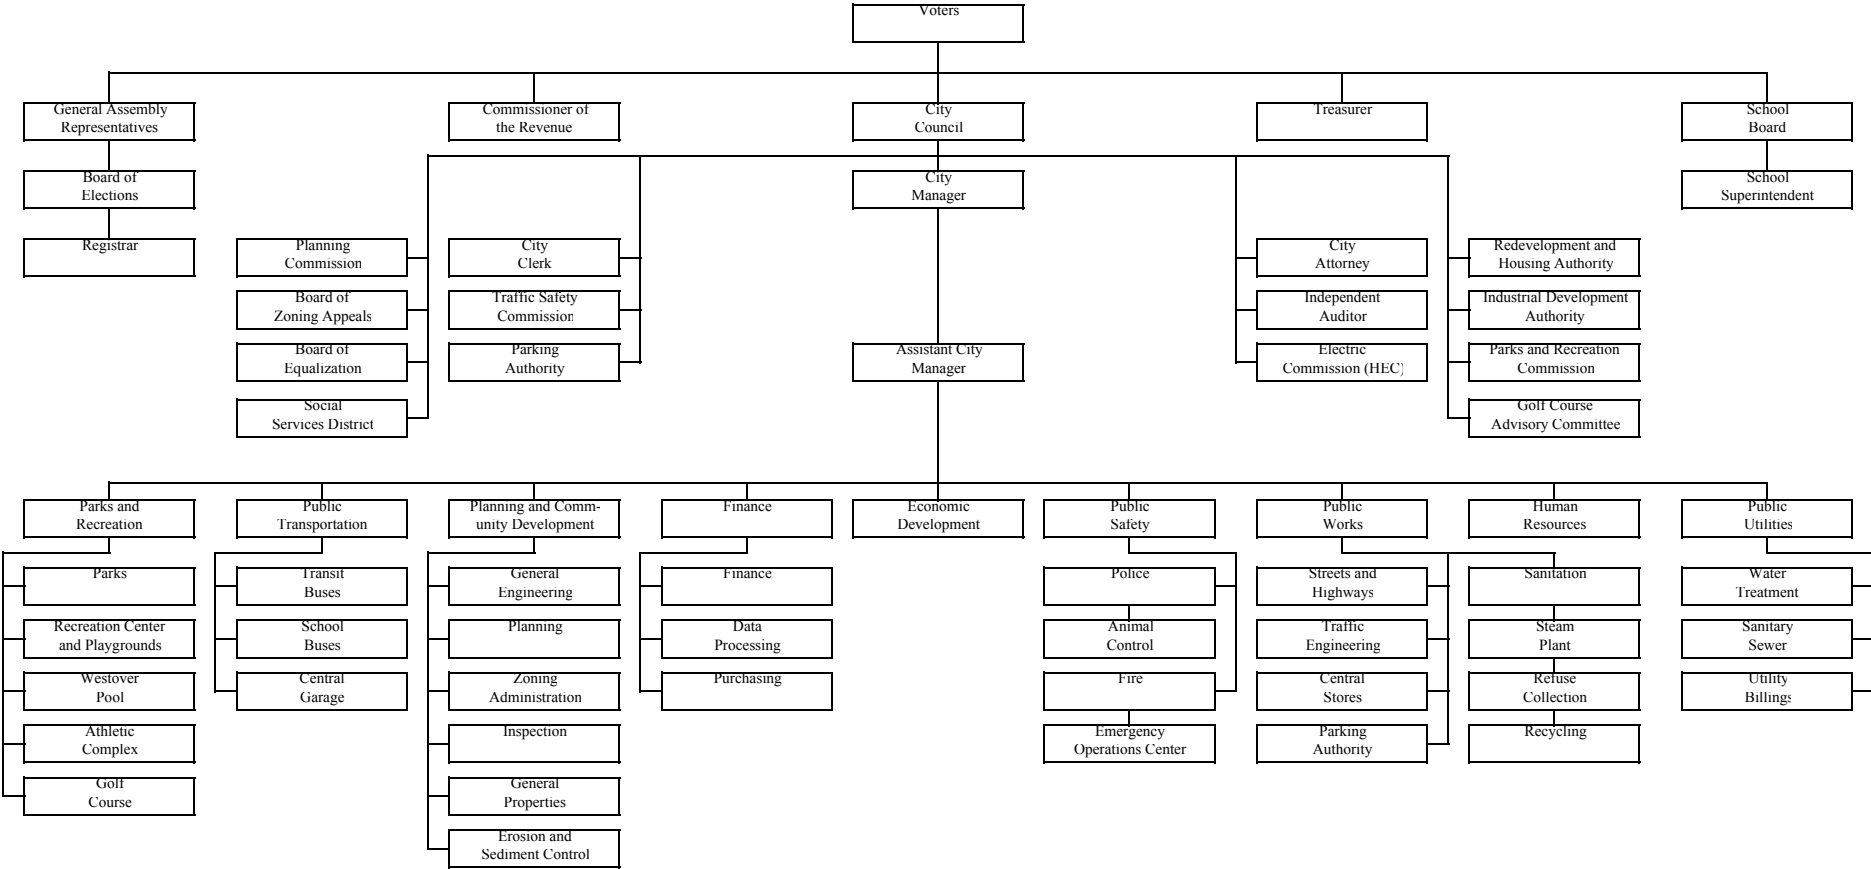 Voters
General Assembly
Representatives
Commissioner of
the Revenue
City
Council
Treasurer
School
Board
Board of
Elections
City
Manager
School
Superintendent
Registrar
Planning
Commission
City
Clerk
City
Attorney
Redevelopment and
Housing Authority
Board of
Zoning Appeals
Traffic Safety
Commission
Independent
Auditor
Industrial Development
Authority
Board of
Equalization
Parking
Authority
Assistant City
Manager
Electric
Commission (HEC)
Parks and Recreation
Commission
Social
Services District
Golf Course
Advisory Committee
Parks and
Recreation
Public
Transportation
Planning and Comm-
unity Development
Finance
Economic
Development
Public
Safety
Public
Works
Human
Resources
Public
Utilities
Parks
Transit
Buses
General
Engineering
Finance
Police
Streets and
Highways
Sanitation
Water
Treatment
Recreation Center
and Playgrounds
School
Buses
Planning
Data
Processing
Animal
Control
Traffic
Engineering
Steam
Plant
Sanitary
Sewer
Westover
Pool
Central
Garage
Zoning
Administration
Purchasing
Fire
Central
Stores
Refuse
Collection
Utility
Billings
Athletic
Complex
Inspection
Emergency
Operations Center
Parking
Authority
Recycling
Golf
Course
General
Properties
Erosion and
Sediment Control